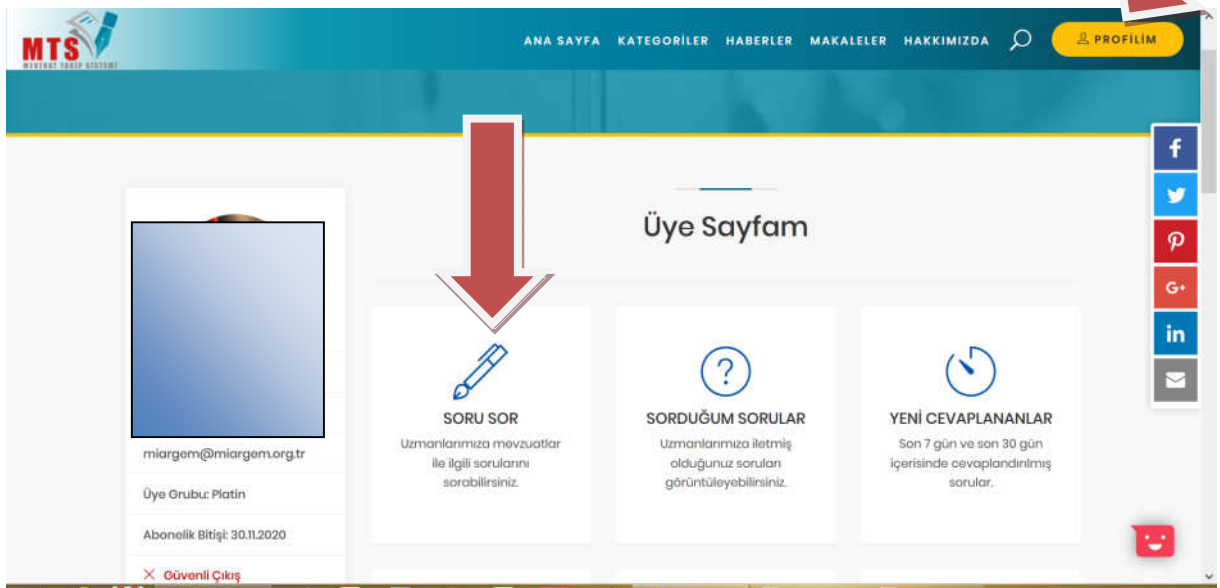 MTS
MEVZUAT TAKİP SİSTEMİ
ANA SAYFA KATEGORİLER HABERLER MAKALELER HAKKIMIZDA PROFİLİM
Üye Sayfam
miargem@miargem.org.tr
Üye Grubu: Platin
Abonelik Bitişi: 30.11.2020
Güvenli Çıkış
SORU SOR
Uzmanlarımıza mevzuatlar
ile ilgili sorularını
sorabilirsiniz.
SORDUĞUM SORULAR
Uzmanlarımıza iletmiş
olduğunuz soruları
görüntüleyebilirsiniz.
YENİ CEVAPLANANLAR
Son 7 gün ve son 30 gün
içerisinde cevaplandırılmış
sorular.
f
G+
in